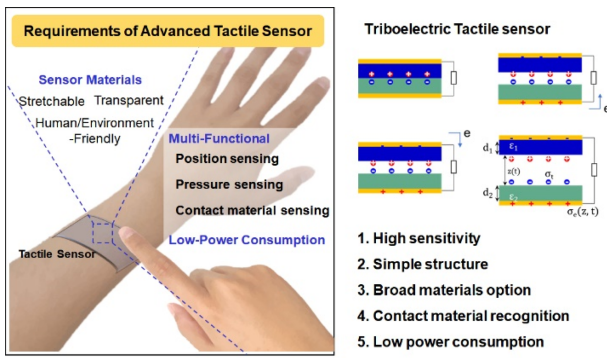 Requirements of Advanced Tactile Sensor
Sensor Materials
Stretchable Transparent
Human/Environment
-Friendly
Multi-Functional
Position sensing
Pressure sensing
Contact material sensing
Low-Power Consumption
Tactile Sensor
Triboelectric Tactile sensor
e
e
d₁
ε₁
z(t)
σₜ
d₂
ε₂
σₑ(z, t)
1. High sensitivity
2. Simple structure
3. Broad materials option
4. Contact material recognition
5. Low power consumption